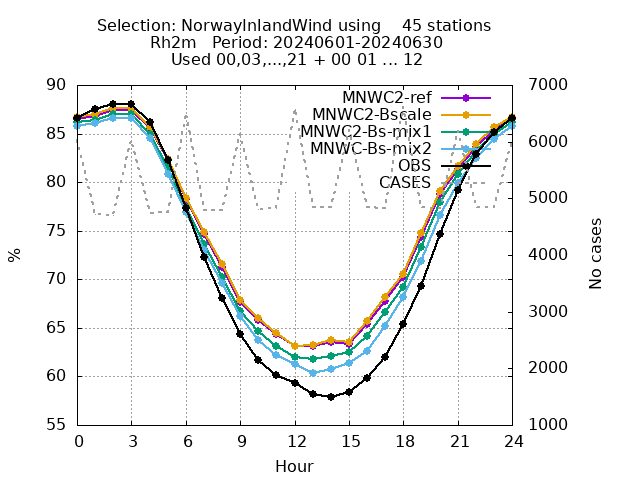 Selection: NorwayInlandWind using    45 stations
Rh2m   Period: 20240601-20240630
Used 00,03,...,21 + 00 01 ... 12
MNWC2-ref
MNWC2-Bscale
MNWC2-Bs-mix1
MNWC-Bs-mix2
OBS
CASES
%
90
85
80
75
70
65
60
55
7000
6000
5000
4000
3000
2000
1000
No cases
0 3 6 9 12 15 18 21 24
Hour